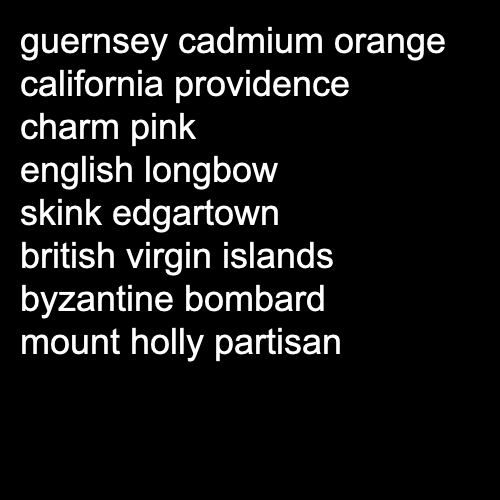 guernsey cadmium orange
california providence
charm pink
english longbow
skink edgartown
british virgin islands
byzantine bombard
mount holly partisan